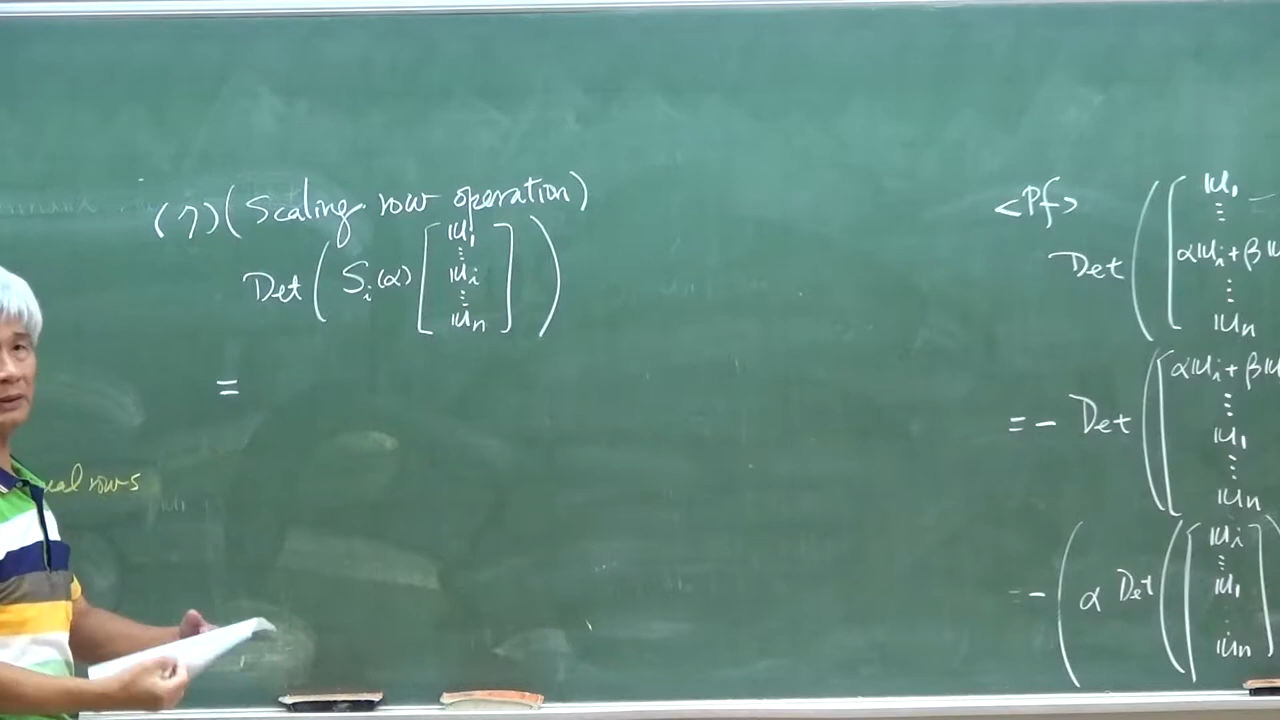 (7) (Scaling row operation)
Det ( S_i(α) [ u_1 ⋮ u_i ⋮ u_n ] )
=
ual rows
<Pf>
Det ( [ u_1 ⋮ αu_i + βu ⋮ u_n
= - Det ( [ αu_i + βu ⋮ u_1 ⋮ u_n
= - ( α Det ( [ u_i ⋮ u_1 ⋮ u_n ] )